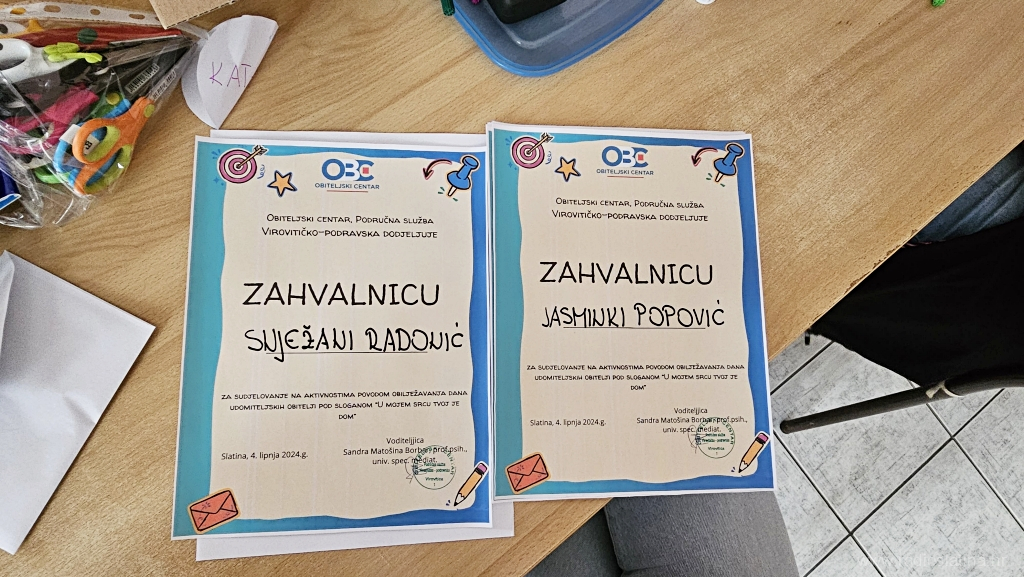 KAT
OBC
OBITELJSKI CENTAR
Obiteljski centar, Područna služba
Virovitičko-podravska dodjeljuje
ZAHVALNICU
SNJEŽANI RADONIĆ
za sudjelovanje na aktivnostima povodom obilježavanja dana
udomiteljskih obitelji pod sloganom "U mojem srcu tvoj je
dom"
Slatina, 4. lipnja 2024.g.
Voditeljjica
Sandra Matošina Borbaš, prof.psih.,
univ. spec. mediat.
Virovitica
OBC
OBITELJSKI CENTAR
Obiteljski centar, Područna služba
Virovitičko-podravska dodjeljuje
ZAHVALNICU
JASMINKI POPOVIĆ
za sudjelovanje na aktivnostima povodom obilježavanja dana
udomiteljskih obitelji pod sloganom "U mojem srcu tvoj je
dom"
Slatina, 4. lipnja 2024.g.
Voditeljjica
Sandra Matošina Borbaš, prof.psih.,
univ. spec. mediat.
Virovitica